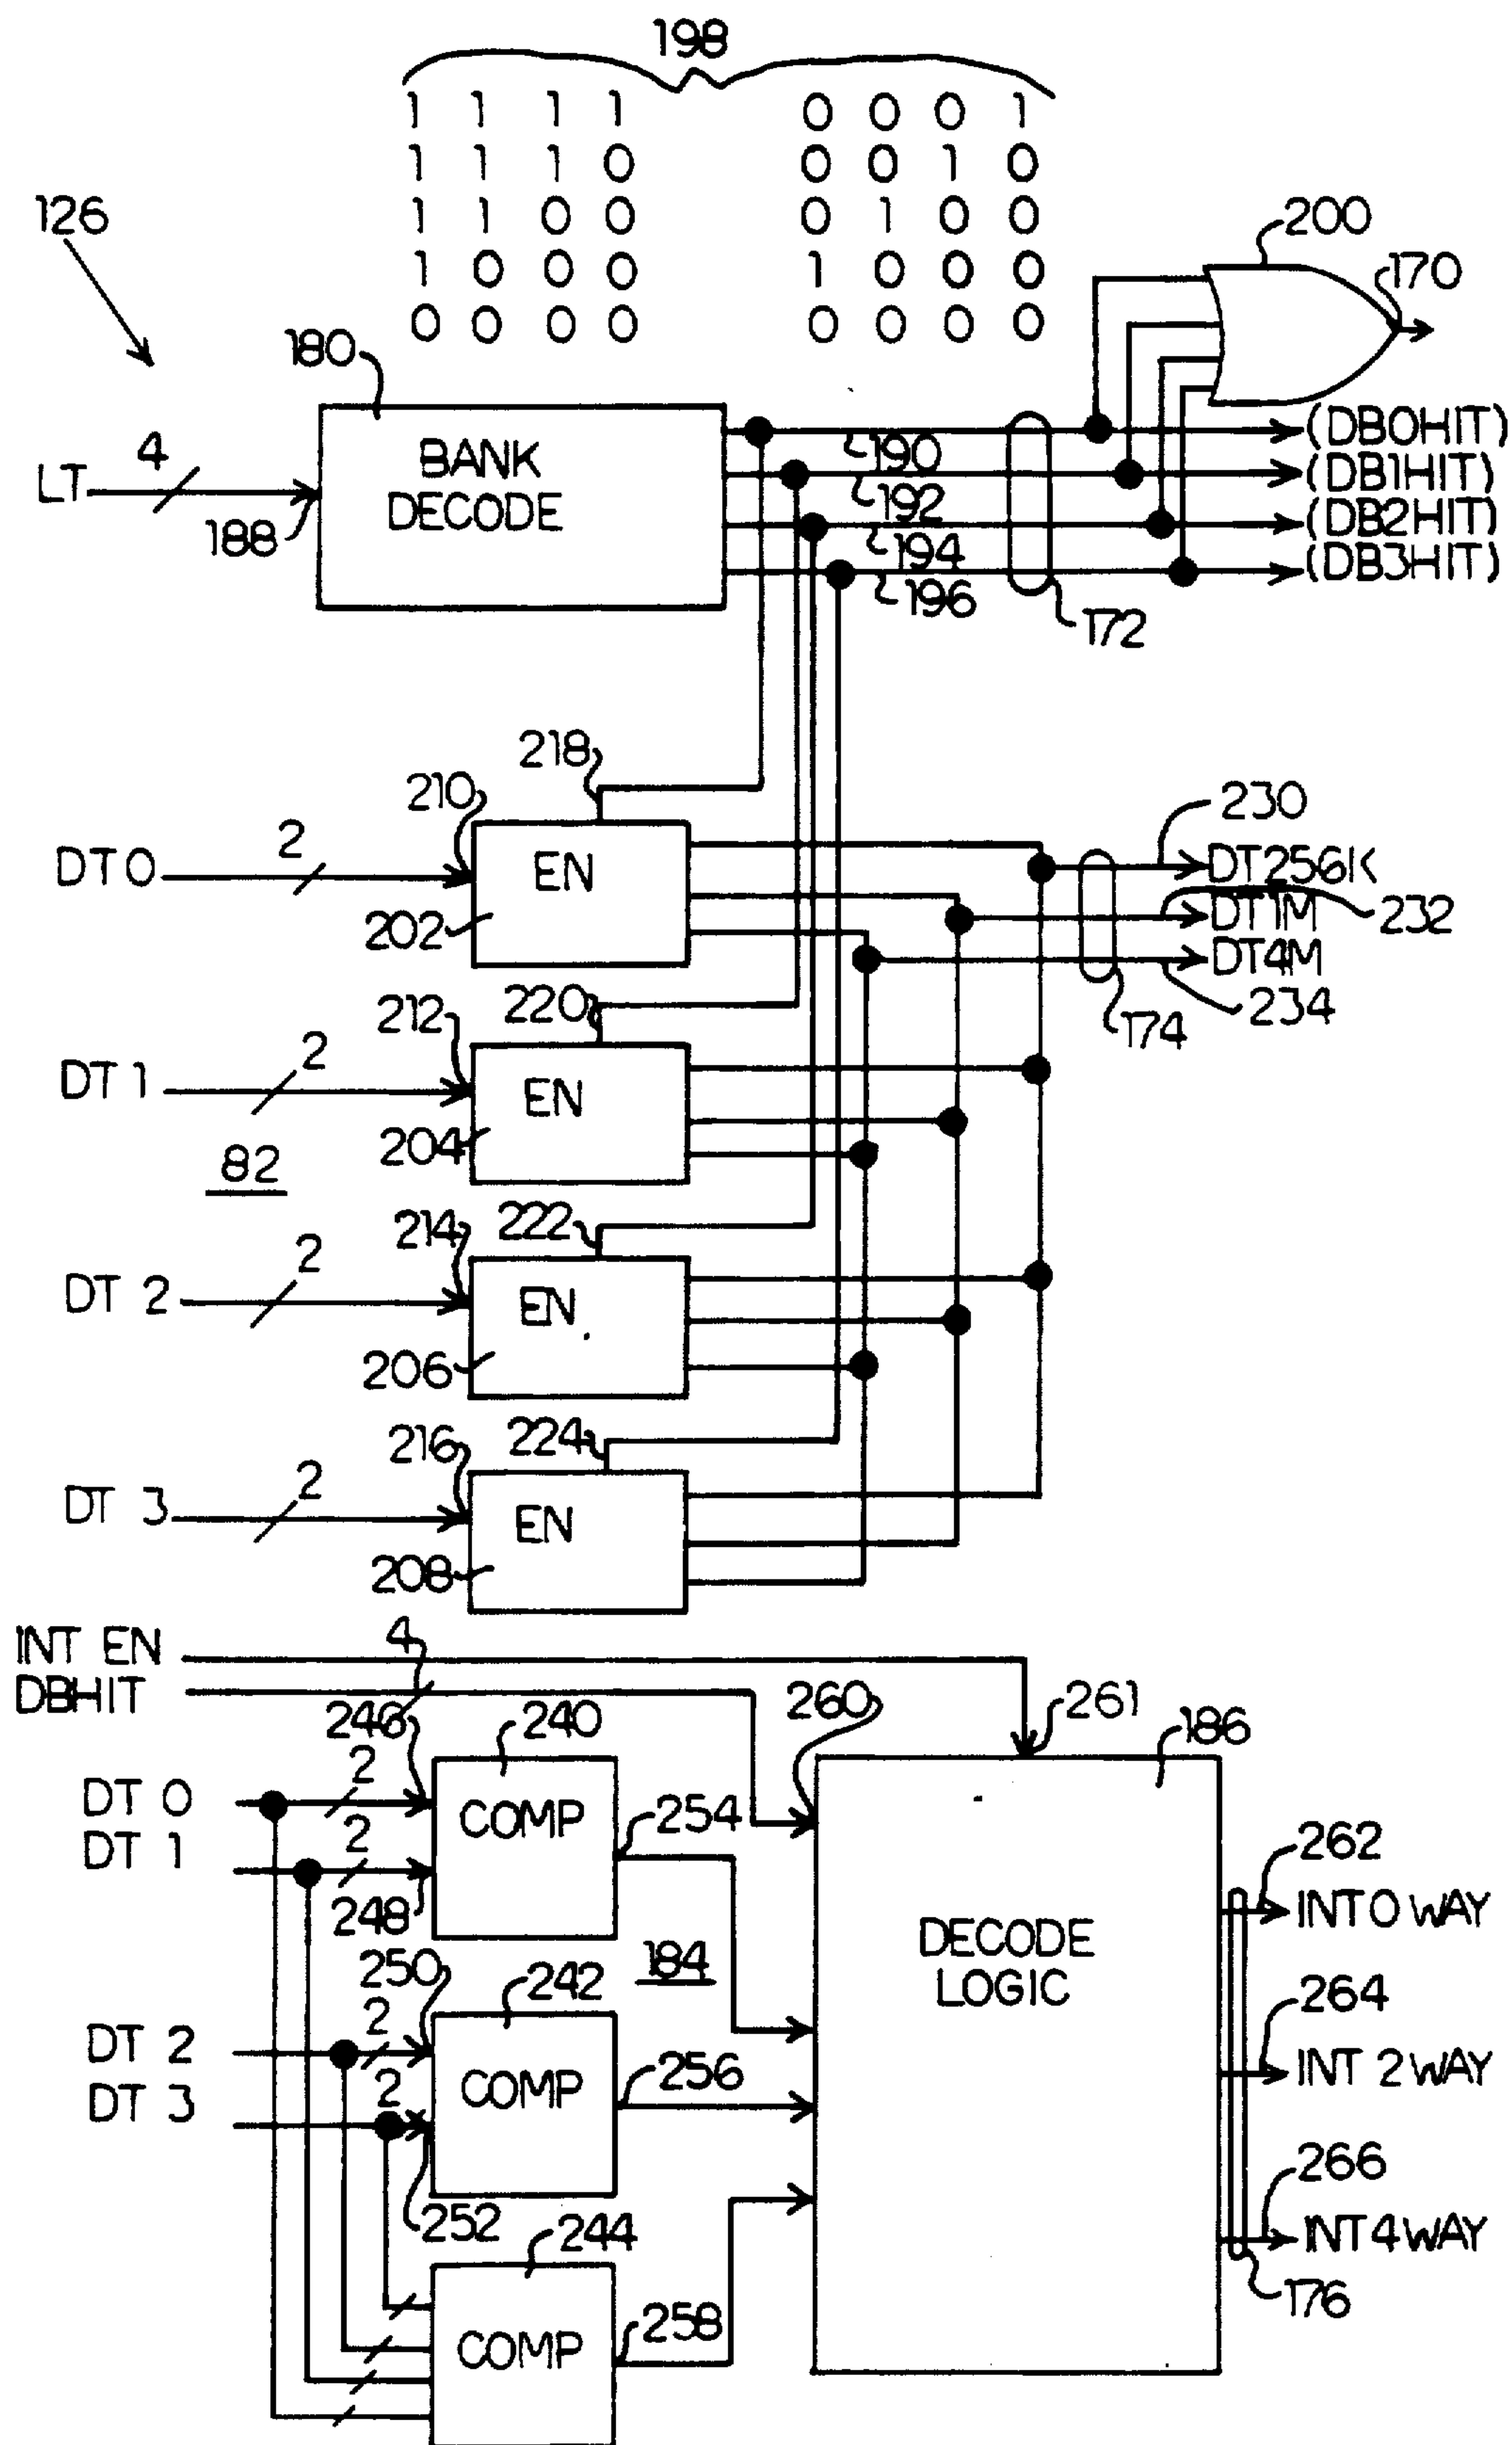 198
1 1 1 1 0 0 0 1
1 1 1 0 0 0 1 0
1 1 0 0 0 1 0 0
1 0 0 0 1 0 0 0
0 0 0 0 0 0 0 0
126
200
170
180
BANK
DECODE
LT
4
188
190
192
194
196
172
(DB0HIT)
(DB1HIT)
(DB2HIT)
(DB3HIT)
218
210
DT0
2
EN
202
230
DT256K
DT1M
232
DT4M
234
174
220
212
DT 1
2
EN
204
82
222
214
DT 2
2
EN
206
224
216
DT 3
2
EN
208
INT EN
4
DBHIT
246
240
260
261
186
DT 0
2
COMP
254
DT 1
2
248
262
INT0 WAY
184
DECODE
LOGIC
250
242
264
DT 2
2
INT 2WAY
DT 3
2
COMP
256
252
266
INT4WAY
244
176
COMP
258